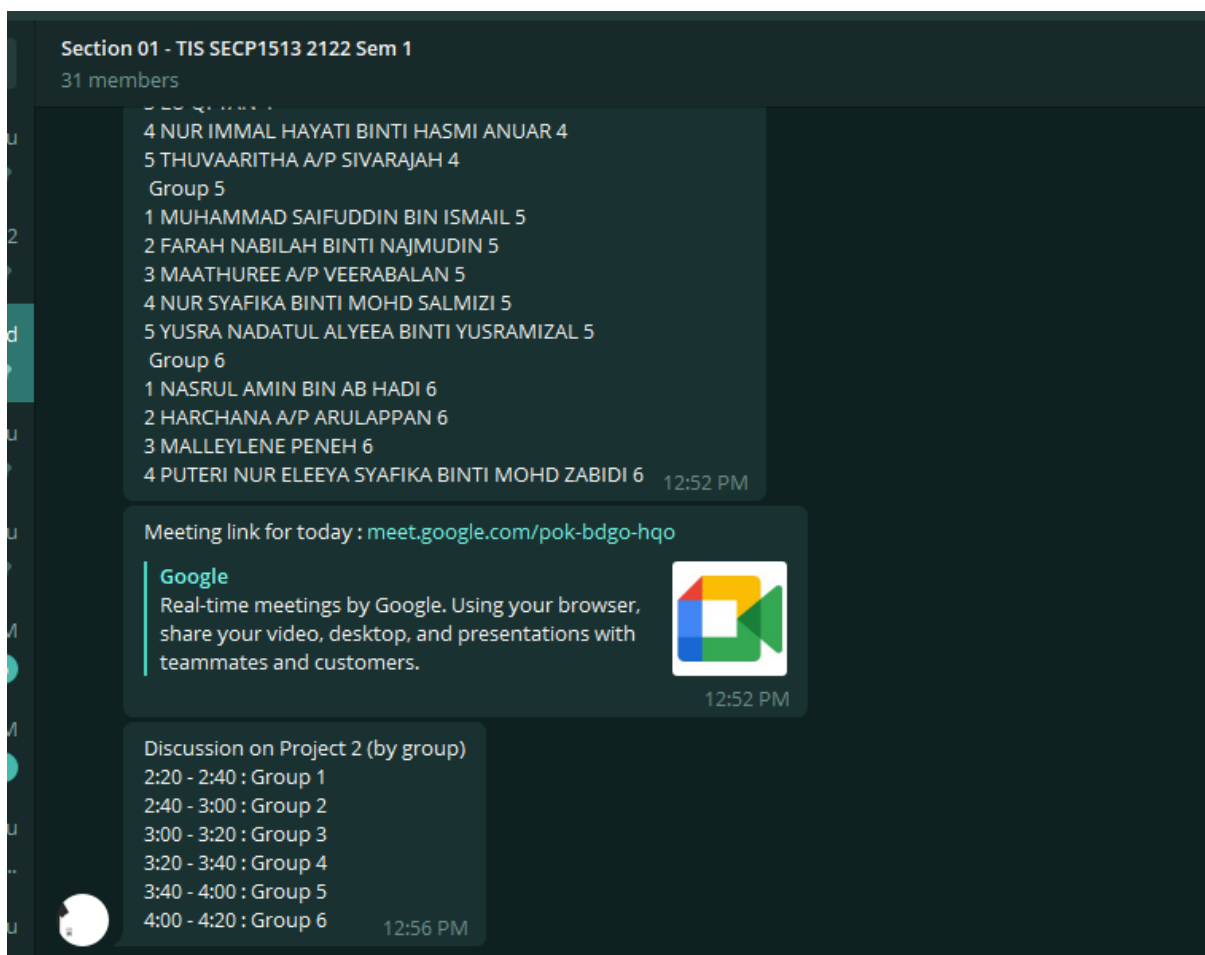 Section 01 - TIS SECP1513 2122 Sem 1
31 members
4 NUR IMMAL HAYATI BINTI HASMI ANUAR 4
5 THUVAARITHA A/P SIVARAJAH 4
Group 5
1 MUHAMMAD SAIFUDDIN BIN ISMAIL 5
2 FARAH NABILAH BINTI NAJMUDIN 5
3 MAATHUREE A/P VEERABALAN 5
4 NUR SYAFIKA BINTI MOHD SALMIZI 5
5 YUSRA NADATUL ALYEEA BINTI YUSRAMIZAL 5
Group 6
1 NASRUL AMIN BIN AB HADI 6
2 HARCHANA A/P ARULAPPAN 6
3 MALLEYLENE PENEH 6
4 PUTERI NUR ELEEYA SYAFIKA BINTI MOHD ZABIDI 6 12:52 PM
Meeting link for today : meet.google.com/pok-bdgo-hqo
Google
Real-time meetings by Google. Using your browser,
share your video, desktop, and presentations with
teammates and customers.
12:52 PM
Discussion on Project 2 (by group)
2:20 - 2:40 : Group 1
2:40 - 3:00 : Group 2
3:00 - 3:20 : Group 3
3:20 - 3:40 : Group 4
3:40 - 4:00 : Group 5
4:00 - 4:20 : Group 6 12:56 PM